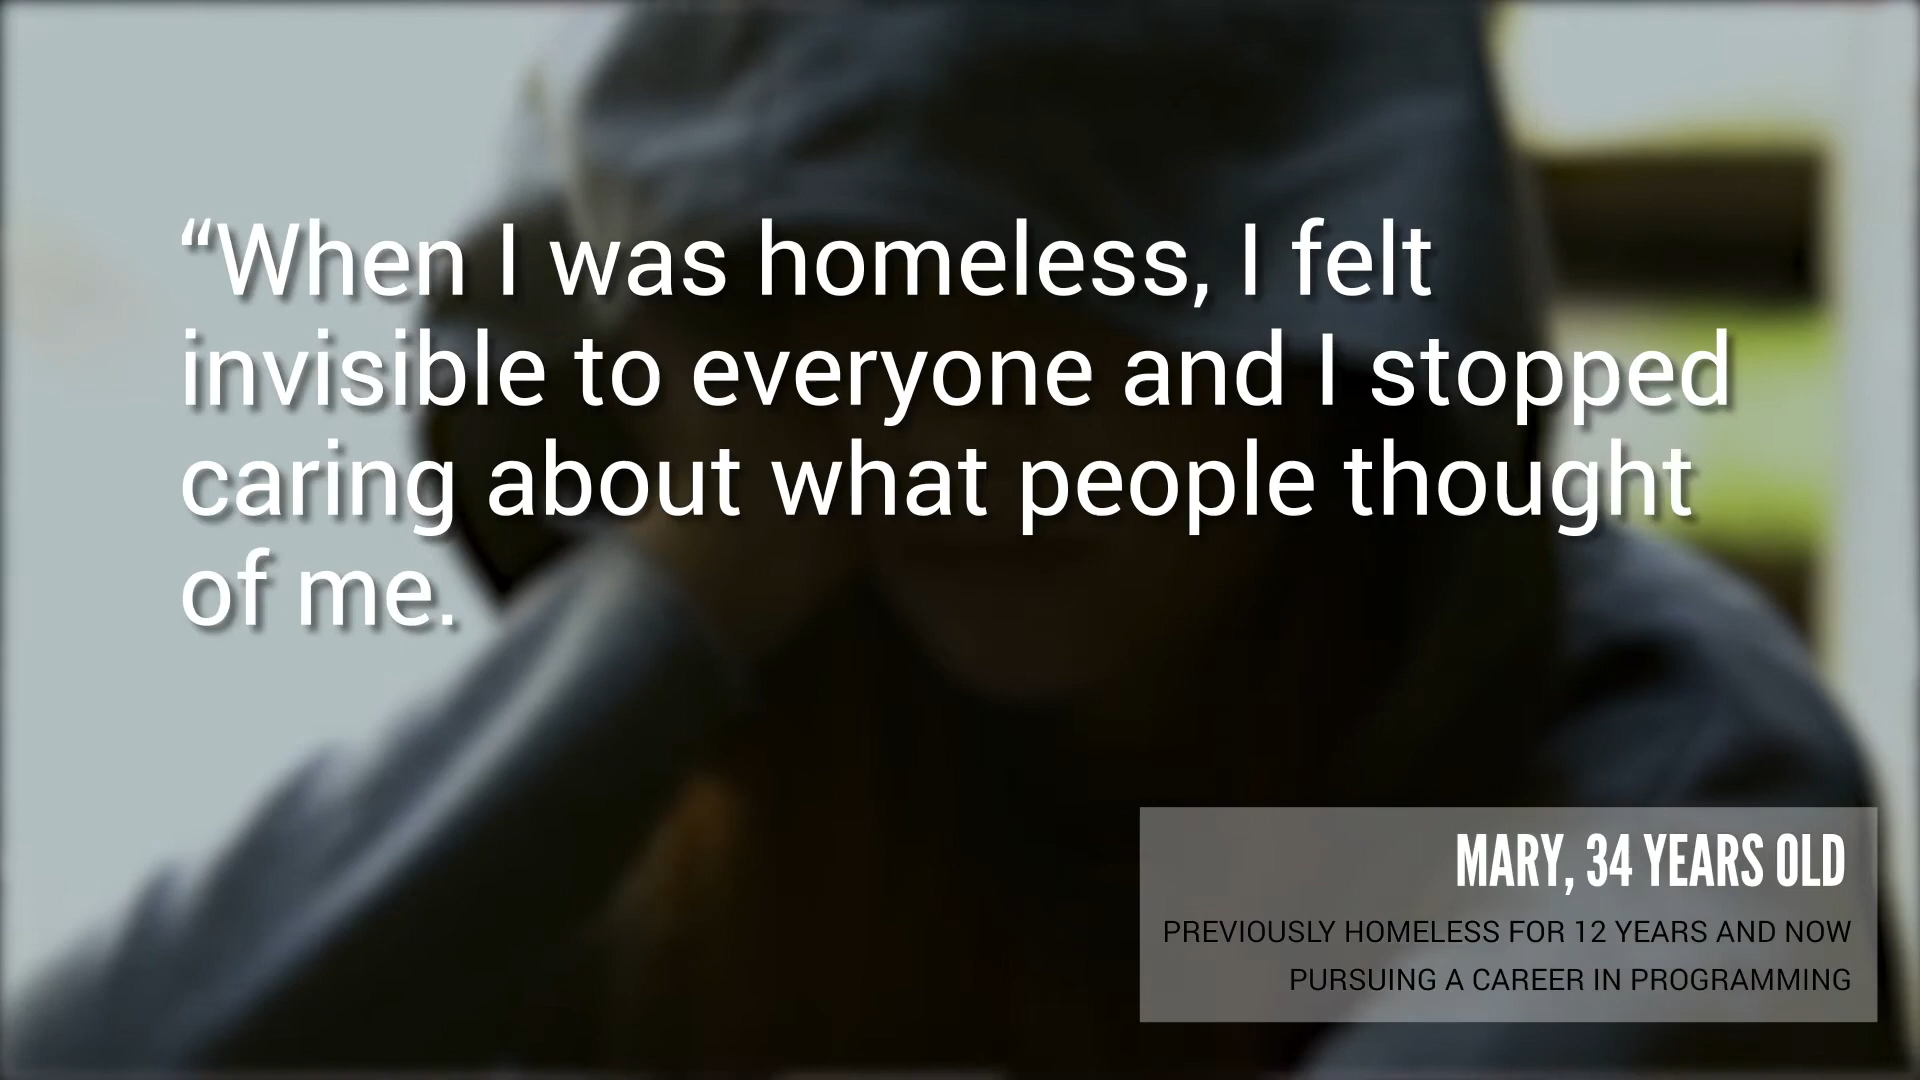 “When I was homeless, I felt
invisible to everyone and I stopped
caring about what people thought
of me.
MARY, 34 YEARS OLD
PREVIOUSLY HOMELESS FOR 12 YEARS AND NOW
PURSUING A CAREER IN PROGRAMMING